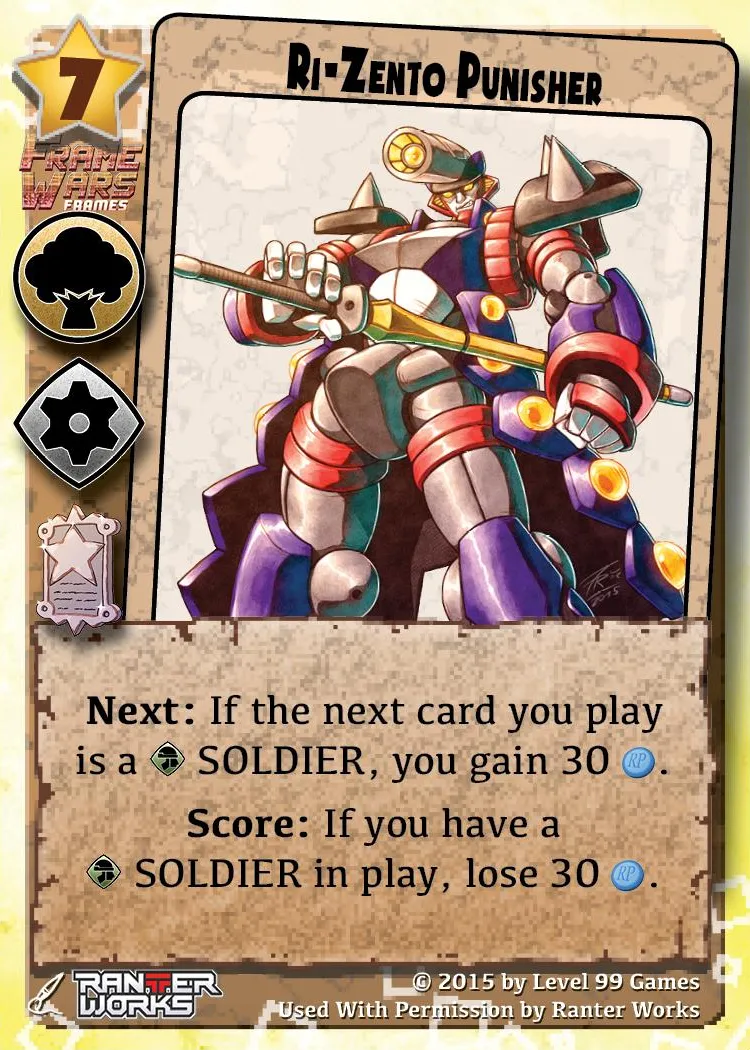 7
RI-ZENTO PUNISHER
FRAME
WARS
FRAMES
Next: If the next card you play
is a SOLDIER, you gain 30 RP.
Score: If you have a
SOLDIER in play, lose 30 RP.
RANTER
WORKS
© 2015 by Level 99 Games
Used With Permission by Ranter Works
2015